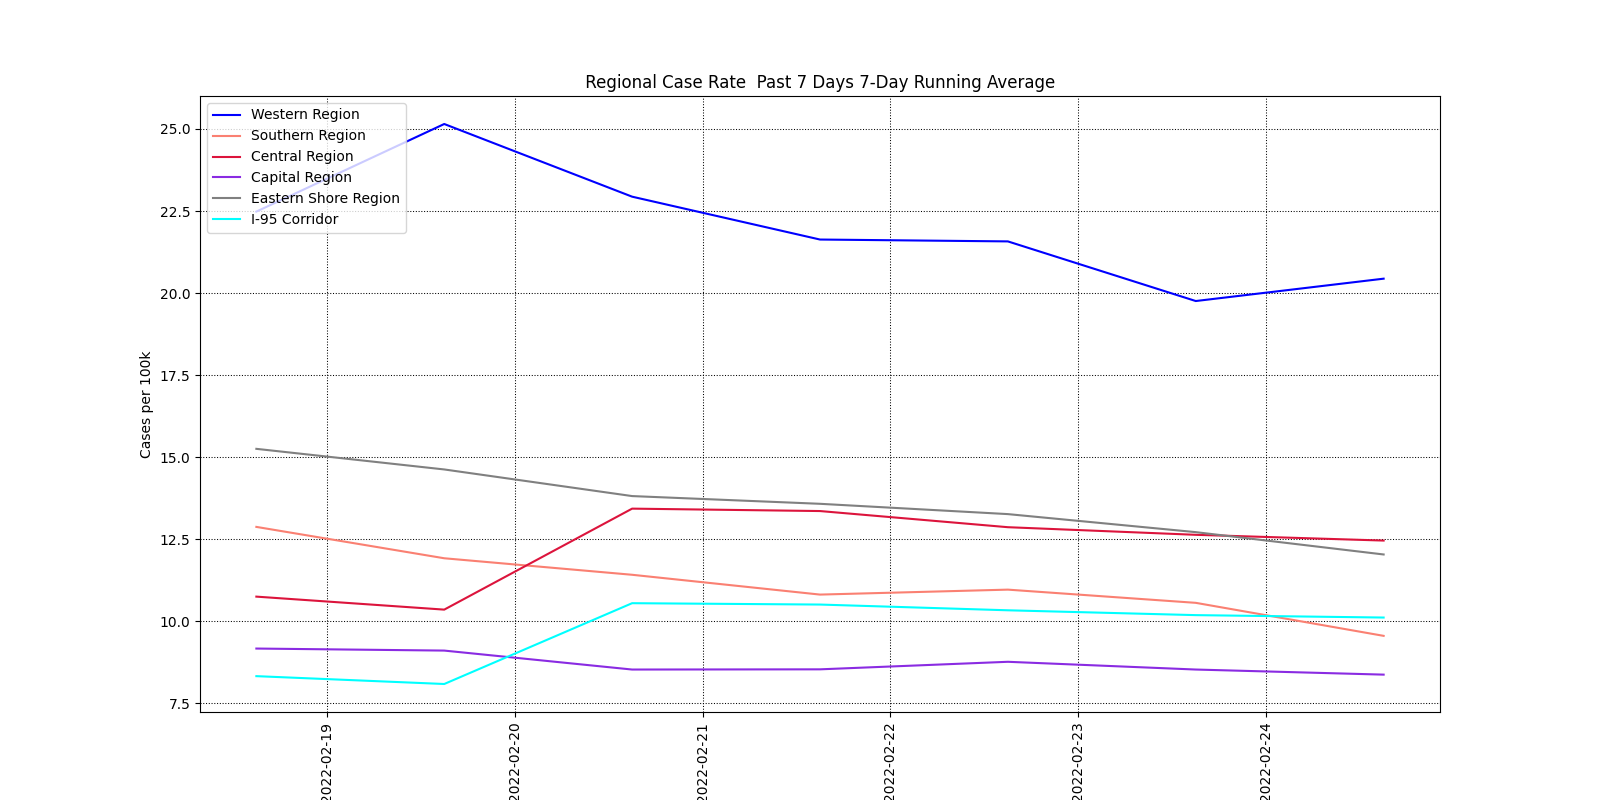 Regional Case Rate  Past 7 Days 7-Day Running Average
Western Region
Southern Region
Central Region
Capital Region
Eastern Shore Region
I-95 Corridor
Cases per 100k
25.0
22.5
20.0
17.5
15.0
12.5
10.0
7.5
2022-02-19
2022-02-20
2022-02-21
2022-02-22
2022-02-23
2022-02-24